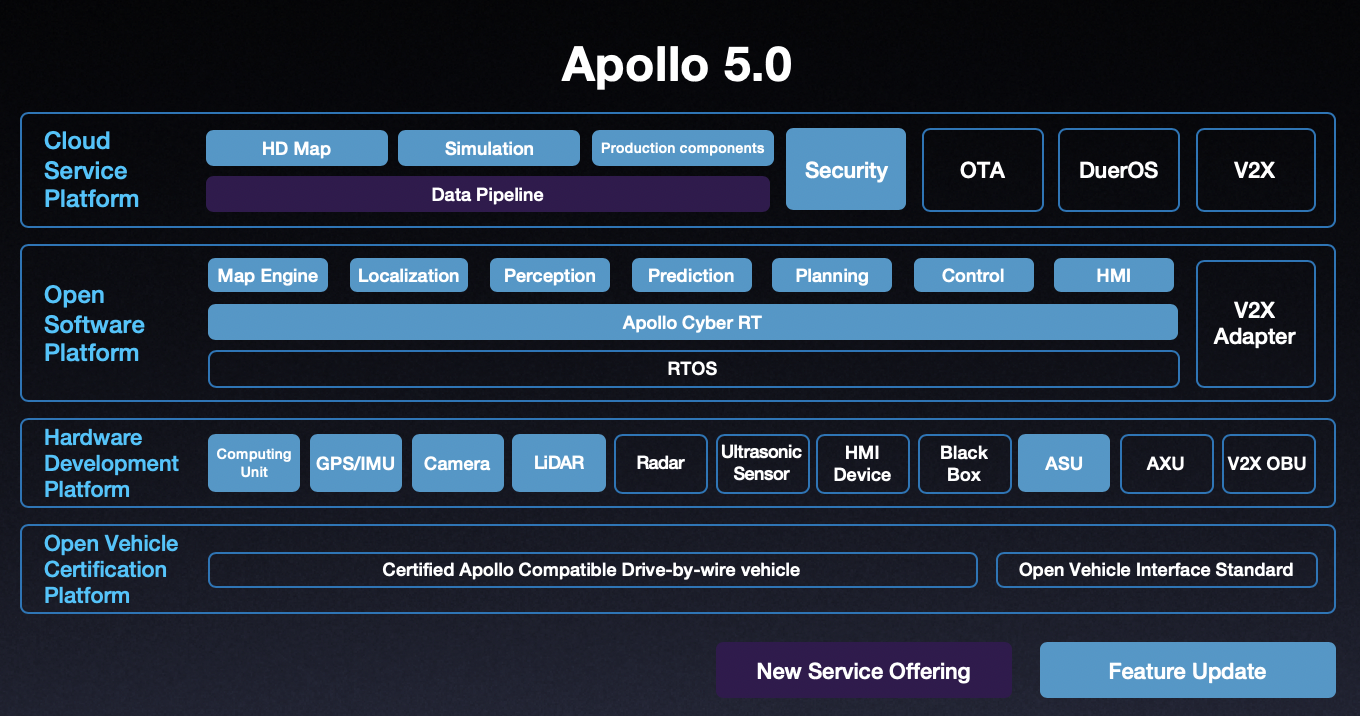 Apollo 5.0
Cloud
Service
Platform
HD Map
Simulation
Production components
Data Pipeline
Security
OTA
DuerOS
V2X
Open
Software
Platform
Map Engine
Localization
Perception
Prediction
Planning
Control
HMI
Apollo Cyber RT
RTOS
V2X
Adapter
Hardware
Development
Platform
Computing
Unit
GPS/IMU
Camera
LiDAR
Radar
Ultrasonic
Sensor
HMI
Device
Black
Box
ASU
AXU
V2X OBU
Open Vehicle
Certification
Platform
Certified Apollo Compatible Drive-by-wire vehicle
Open Vehicle Interface Standard
New Service Offering
Feature Update